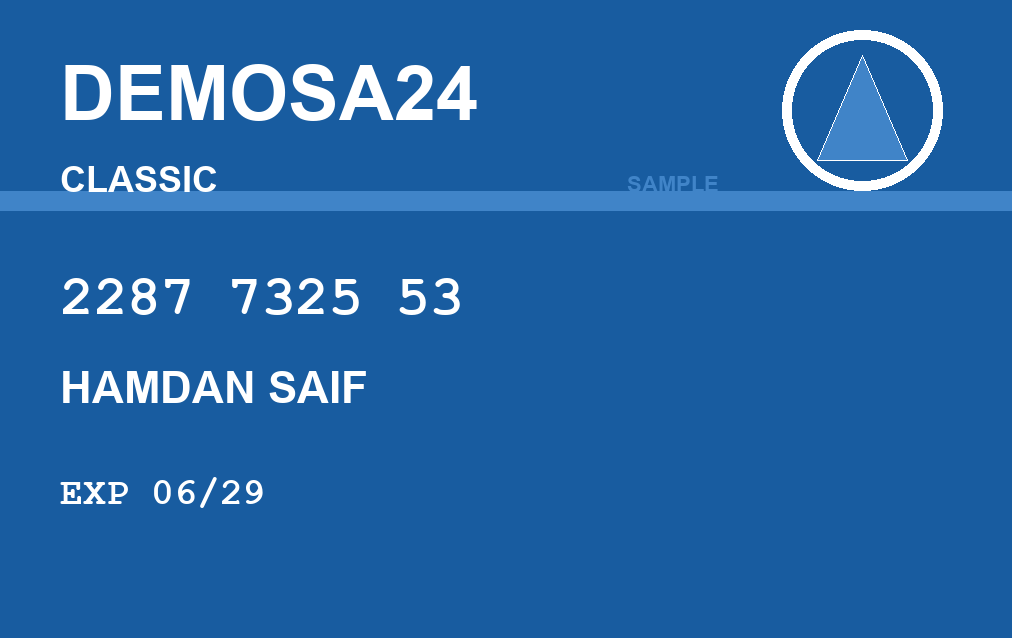 DEMOSA24
CLASSIC
SAMPLE
2287 7325 53
HAMDAN SAIF
EXP 06/29